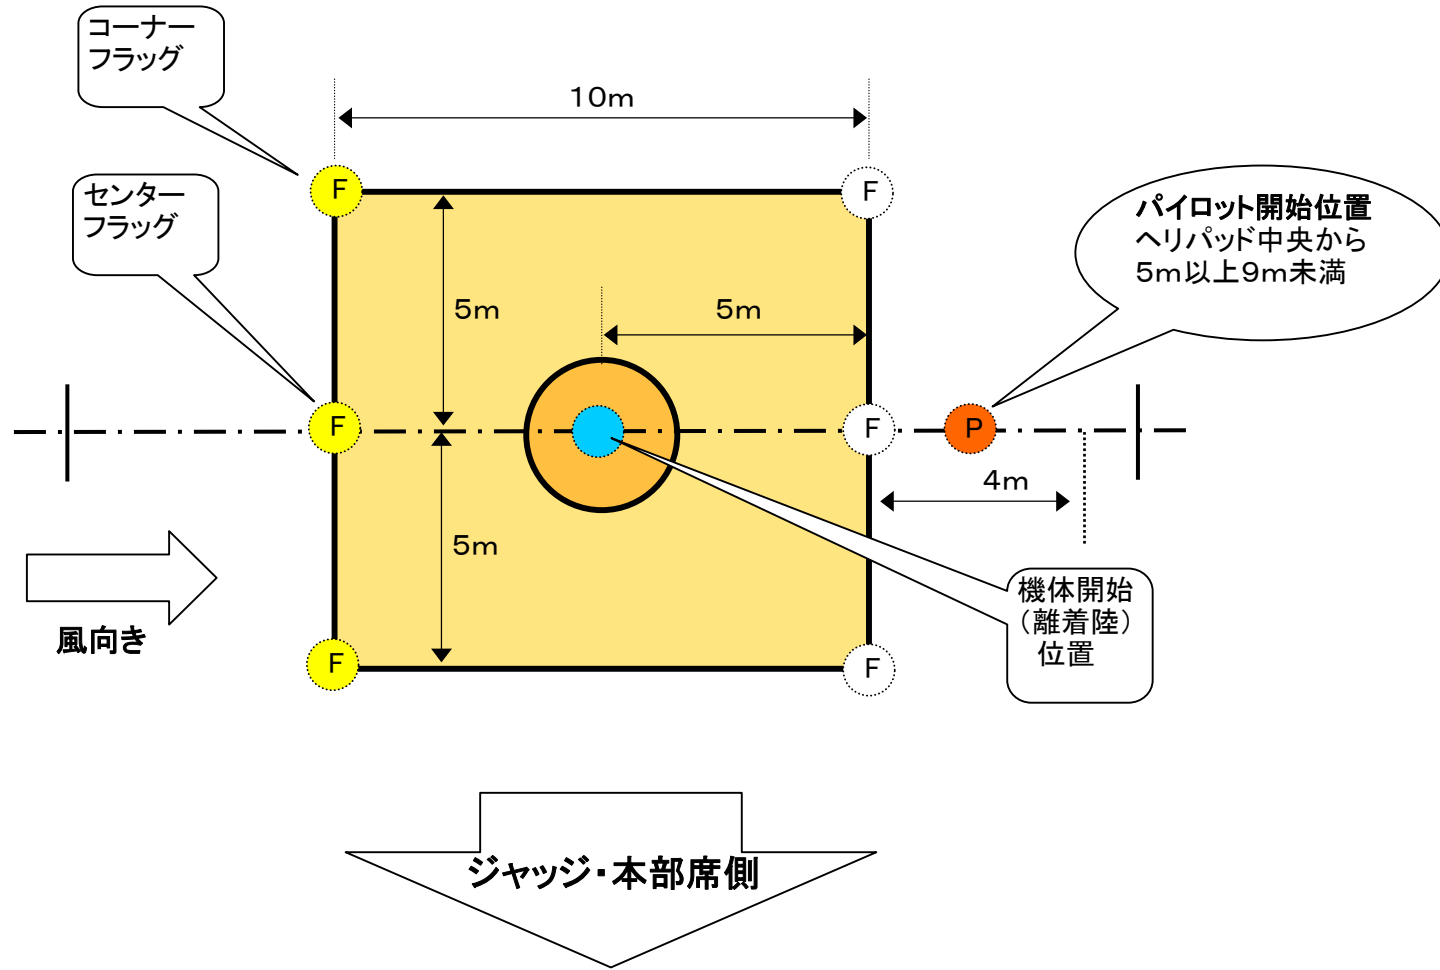 コーナー
フラッグ
10m
F
F
センター
フラッグ
パイロット開始位置
ヘリパッド中央から
5m以上9m未満
5m
5m
F
F
P
4m
5m
風向き
機体開始
(離着陸)
位置
F
F
ジャッジ・本部席側